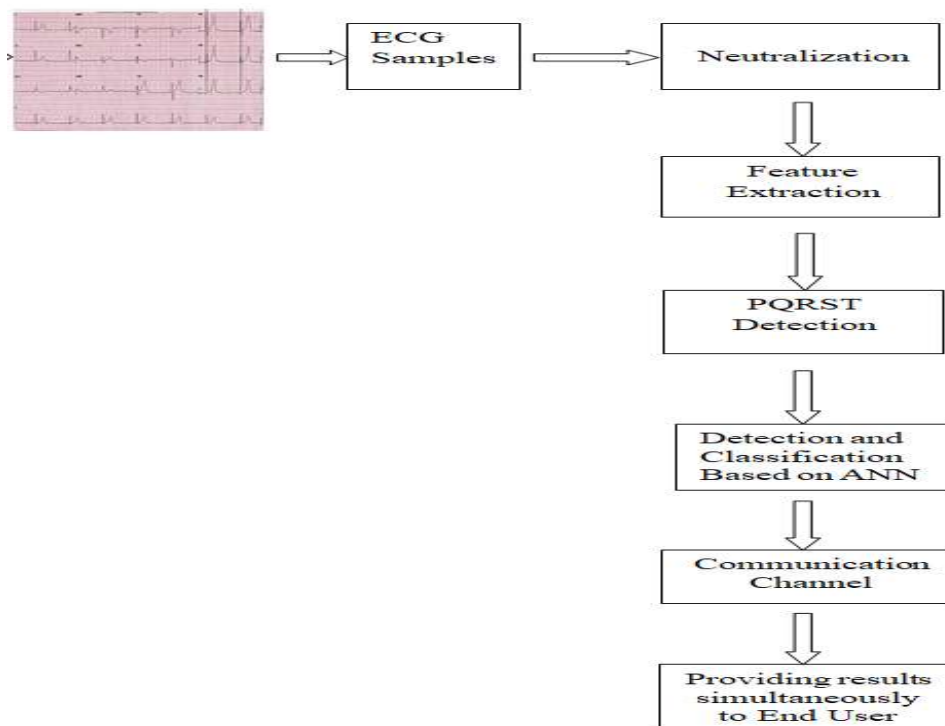 ECG
Samples
Neutralization
Feature
Extraction
PQRST
Detection
Detection and
Classification
Based on ANN
Communication
Channel
Providing results
simultaneously
to End User